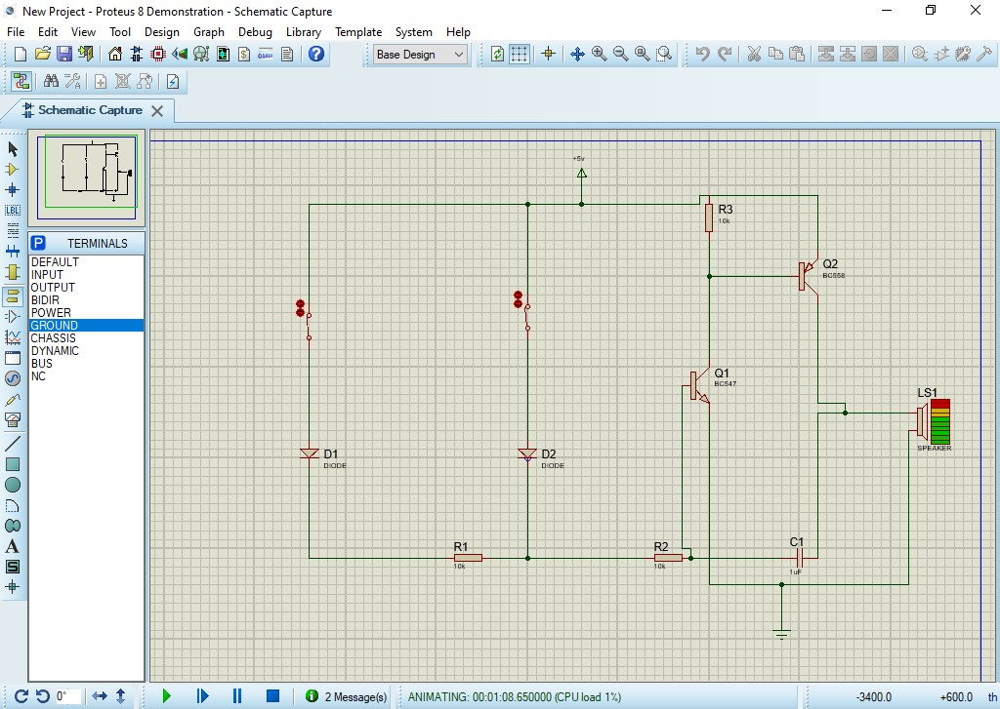 New Project - Proteus 8 Demonstration - Schematic Capture
File Edit View Tool Design Graph Debug Library Template System Help
Base Design
Schematic Capture
LBL
P TERMINALS
DEFAULT
INPUT
OUTPUT
BIDIR
POWER
GROUND
CHASSIS
DYNAMIC
BUS
NC
A
S
+5v
R3
10k
Q2
BC558
Q1
BC547
LS1
SPEAKER
D1
DIODE
D2
DIODE
R1
10k
R2
10k
C1
1uF
0°
2 Message(s)
ANIMATING: 00:01:08.650000 (CPU load 1%)
-3400.0 +600.0 th